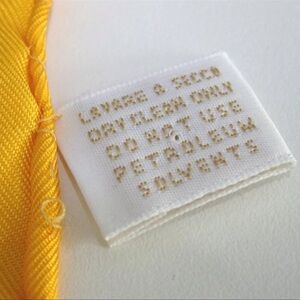 LAVARE A SECCO
DRY CLEAN ONLY
DO NOT USE
PETROLEUM
SOLVENTS